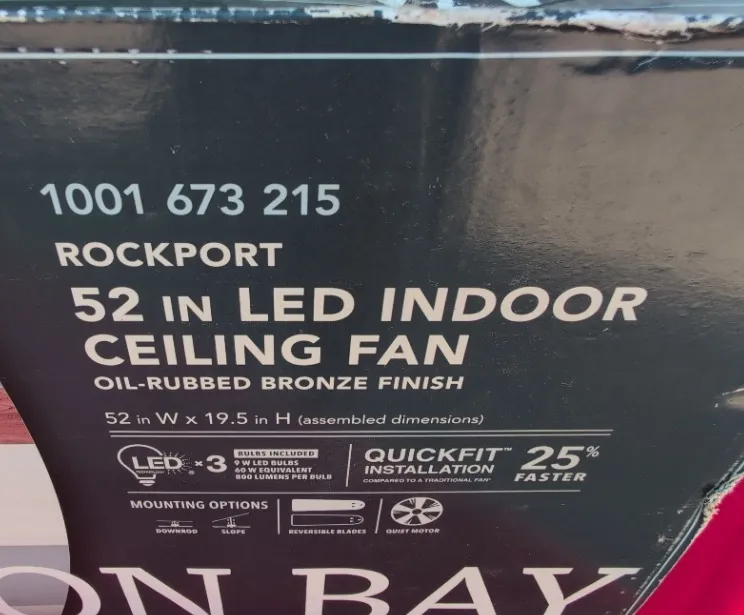 1001 673 215
ROCKPORT
52 IN LED INDOOR
CEILING FAN
OIL-RUBBED BRONZE FINISH
52 in W x 19.5 in H (assembled dimensions)
LED × 3 BULBS INCLUDED
9 W LED BULBS
60 W EQUIVALENT
800 LUMENS PER BULB
QUICKFIT™
INSTALLATION
COMPARED TO A TRADITIONAL FAN*
25%
FASTER
MOUNTING OPTIONS
DOWNROD SLOPE
REVERSIBLE BLADES
QUIET MOTOR
ON BAY